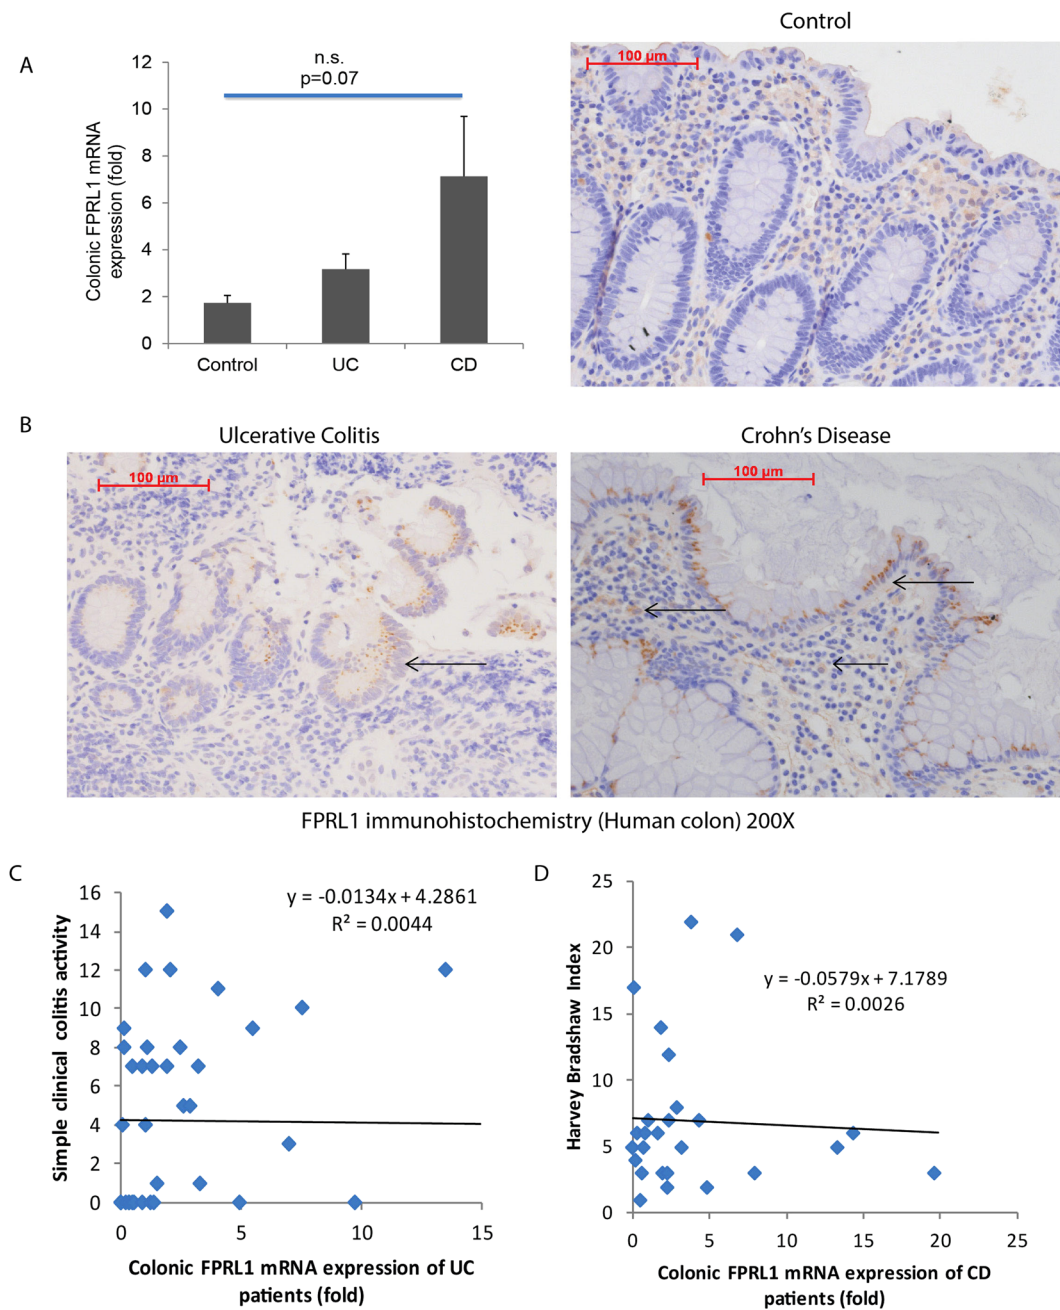 Control
A
n.s.
p=0.07
Colonic FPRL1 mRNA
expression (fold)
12
10
8
6
4
2
0
Control UC CD
100 µm
B
Ulcerative Colitis
Crohn's Disease
100 µm
100 µm
FPRL1 immunohistochemistry (Human colon) 200X
C
y = -0.0134x + 4.2861
R² = 0.0044
Simple clinical colitis activity
16
14
12
10
8
6
4
2
0
0 5 10 15
Colonic FPRL1 mRNA expression of UC
patients (fold)
D
y = -0.0579x + 7.1789
R² = 0.0026
Harvey Bradshaw Index
25
20
15
10
5
0
0 5 10 15 20 25
Colonic FPRL1 mRNA expression of CD
patients (fold)